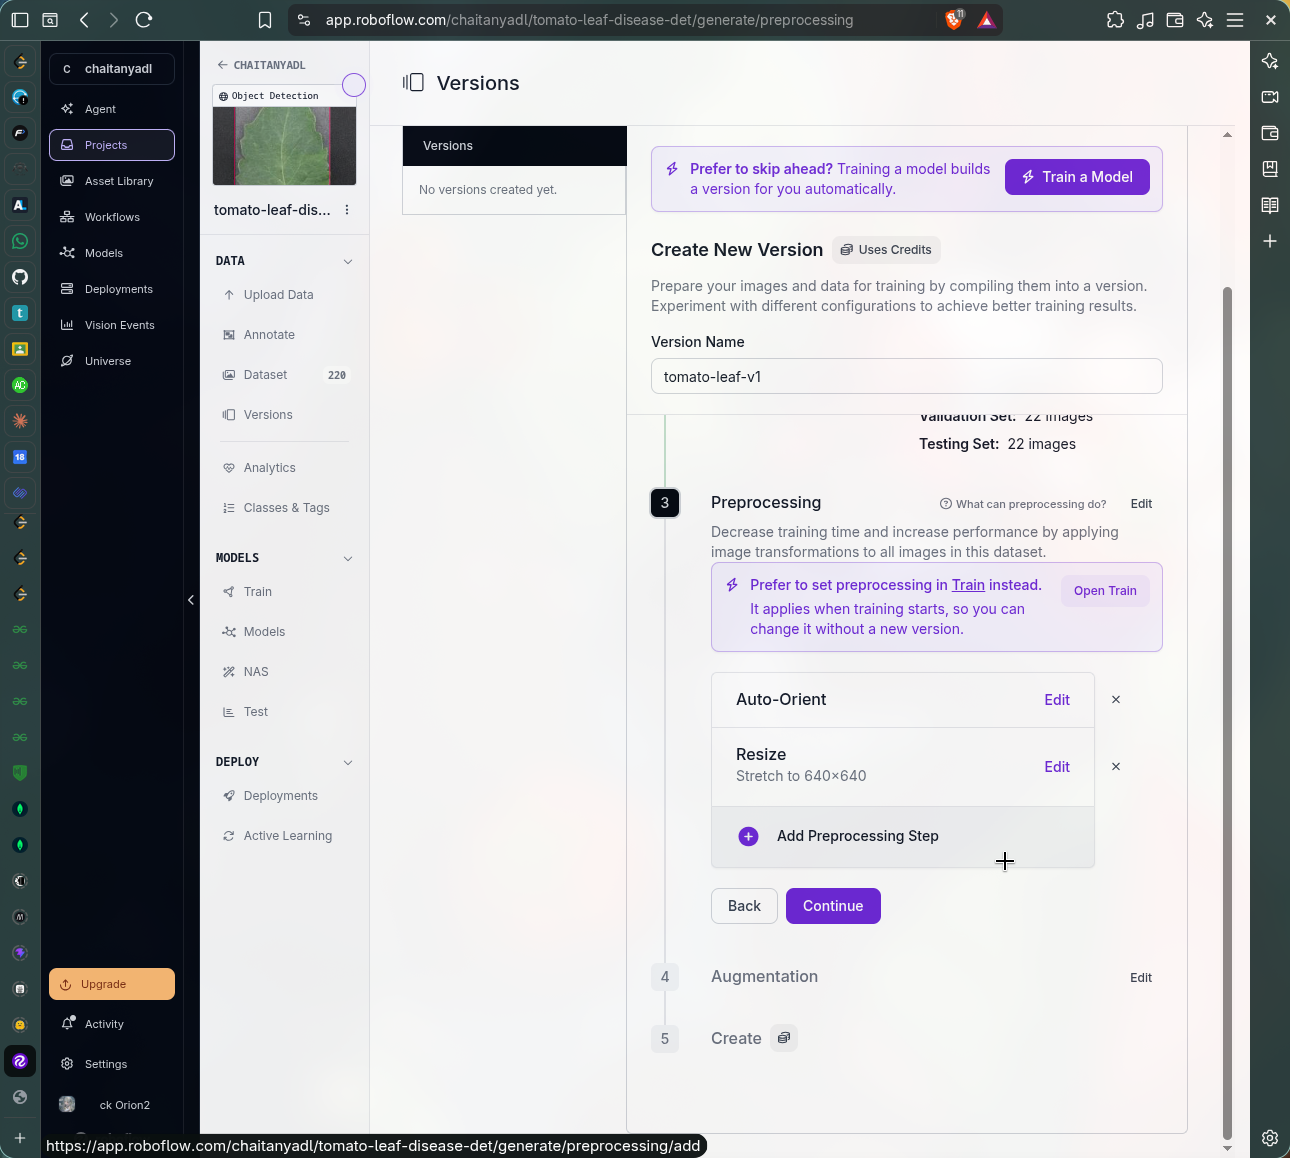 app.roboflow.com/chaitanyadl/tomato-leaf-disease-det/generate/preprocessing
11
C chaitanyadl
Agent
Projects
Asset Library
Workflows
Models
Deployments
Vision Events
Universe
Upgrade
Activity
Settings
ck Orion2
18
CHAITANYADL
Object Detection
tomato-leaf-dis...
DATA
Upload Data
Annotate
Dataset 220
Versions
Analytics
Classes & Tags
MODELS
Train
Models
NAS
Test
DEPLOY
Deployments
Active Learning
Versions
Versions
No versions created yet.
Prefer to skip ahead? Training a model builds
a version for you automatically.
Train a Model
Create New Version
Uses Credits
Prepare your images and data for training by compiling them into a version.
Experiment with different configurations to achieve better training results.
Version Name
tomato-leaf-v1
Validation Set: 22 images
Testing Set: 22 images
3 Preprocessing
What can preprocessing do?
Edit
Decrease training time and increase performance by applying
image transformations to all images in this dataset.
Prefer to set preprocessing in Train instead.
It applies when training starts, so you can
change it without a new version.
Open Train
Auto-Orient
Edit
Resize
Stretch to 640×640
Edit
Add Preprocessing Step
Back
Continue
4 Augmentation
Edit
5 Create
https://app.roboflow.com/chaitanyadl/tomato-leaf-disease-det/generate/preprocessing/add